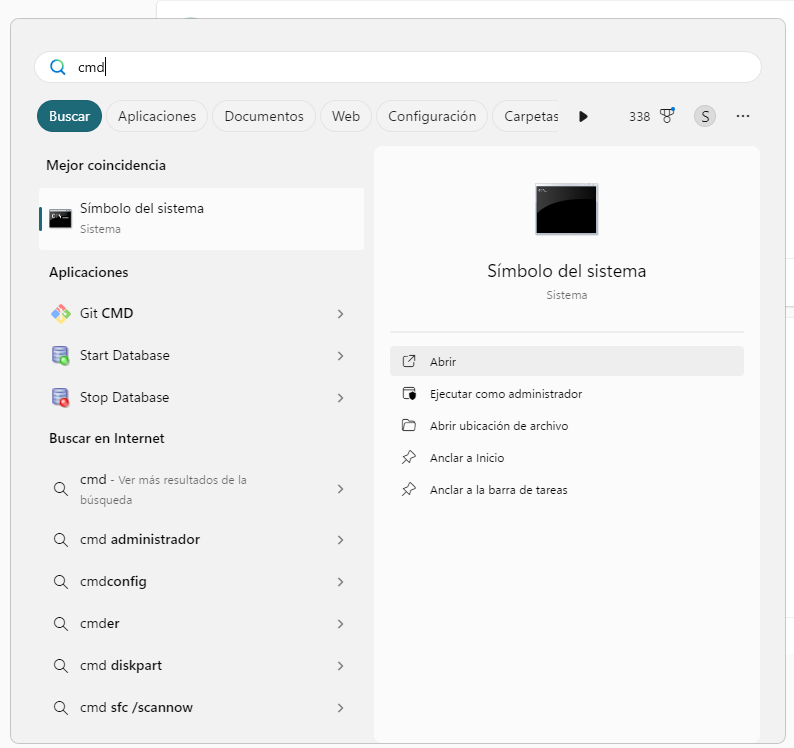 cmd
Buscar
Aplicaciones
Documentos
Web
Configuración
Carpetas
338
S
Mejor coincidencia
Símbolo del sistema
Sistema
Aplicaciones
Git CMD
Start Database
Stop Database
Buscar en Internet
cmd - Ver más resultados de la
búsqueda
cmd administrador
cmdconfig
cmder
cmd diskpart
cmd sfc /scannow
Símbolo del sistema
Sistema
Abrir
Ejecutar como administrador
Abrir ubicación de archivo
Anclar a Inicio
Anclar a la barra de tareas